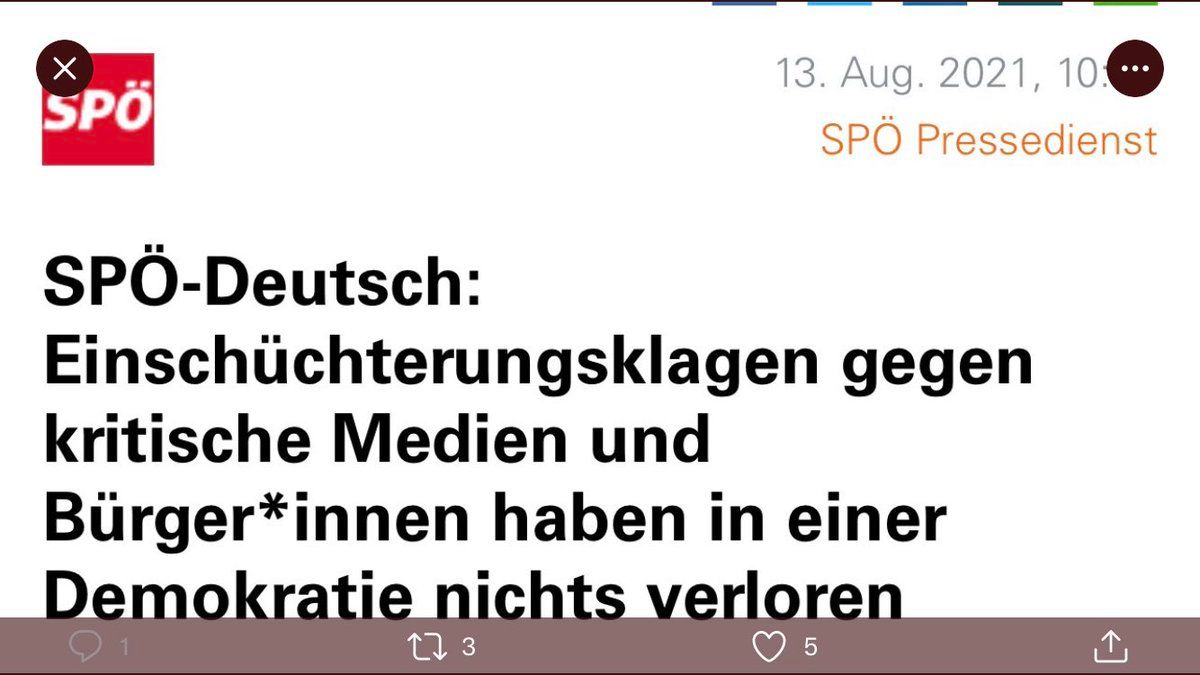 SPÖ
13. Aug. 2021, 10:
SPÖ Pressedienst
SPÖ-Deutsch:
Einschüchterungsklagen gegen
kritische Medien und
Bürger*innen haben in einer
Demokratie nichts verloren
1 3 5